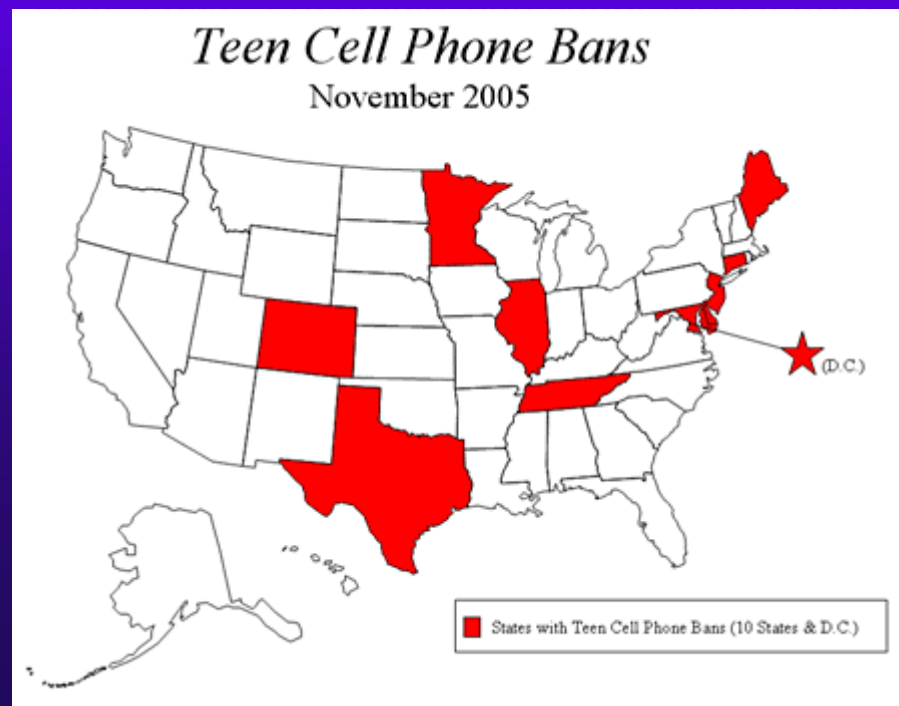 Teen Cell Phone Bans
November 2005
(D.C.)
States with Teen Cell Phone Bans (10 States & D.C.)